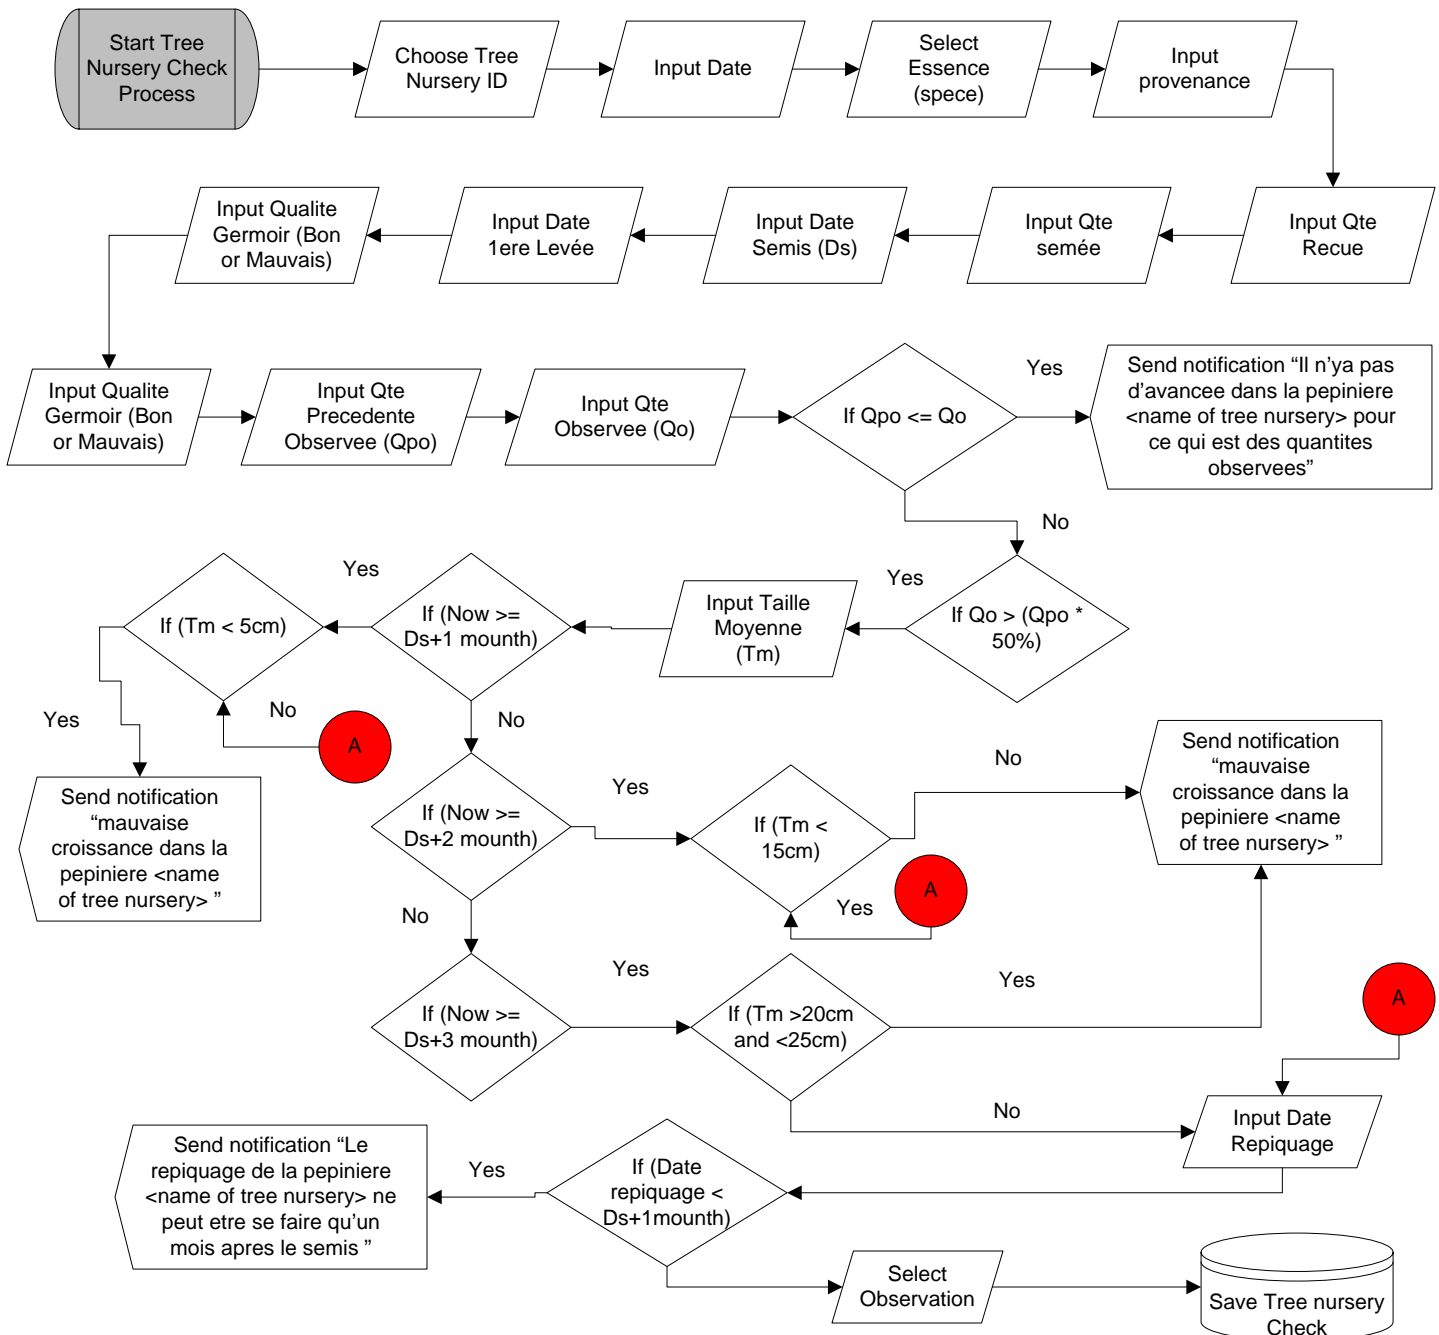 Start Tree
Nursery Check
Process
Choose Tree
Nursery ID
Input Date
Select
Essence
(spece)
Input
provenance
Input Qualite
Germoir (Bon
or Mauvais)
Input Date
1ere Levée
Input Date
Semis (Ds)
Input Qte
semée
Input Qte
Recue
Input Qualite
Germoir (Bon
or Mauvais)
Input Qte
Precedente
Observee (Qpo)
Input Qte
Observee (Qo)
If Qpo <= Qo
Yes
Send notification “Il n’ya pas
d’avancee dans la pepiniere
<name of tree nursery> pour
ce qui est des quantites
observees”
No
If (Tm < 5cm)
Yes
If (Now >=
Ds+1 mounth)
Input Taille
Moyenne
(Tm)
Yes
If Qo > (Qpo *
50%)
Yes
No
A
No
Send notification
“mauvaise
croissance dans la
pepiniere <name
of tree nursery> ”
If (Now >=
Ds+2 mounth)
Yes
If (Tm <
15cm)
No
Send notification
“mauvaise
croissance dans la
pepiniere <name
of tree nursery> ”
Yes
A
No
If (Now >=
Ds+3 mounth)
Yes
If (Tm >20cm
and <25cm)
Yes
A
No
Input Date
Repiquage
Send notification “Le
repiquage de la pepiniere
<name of tree nursery> ne
peut etre se faire qu’un
mois apres le semis ”
Yes
If (Date
repiquage <
Ds+1mounth)
Select
Observation
Save Tree nursery
Check